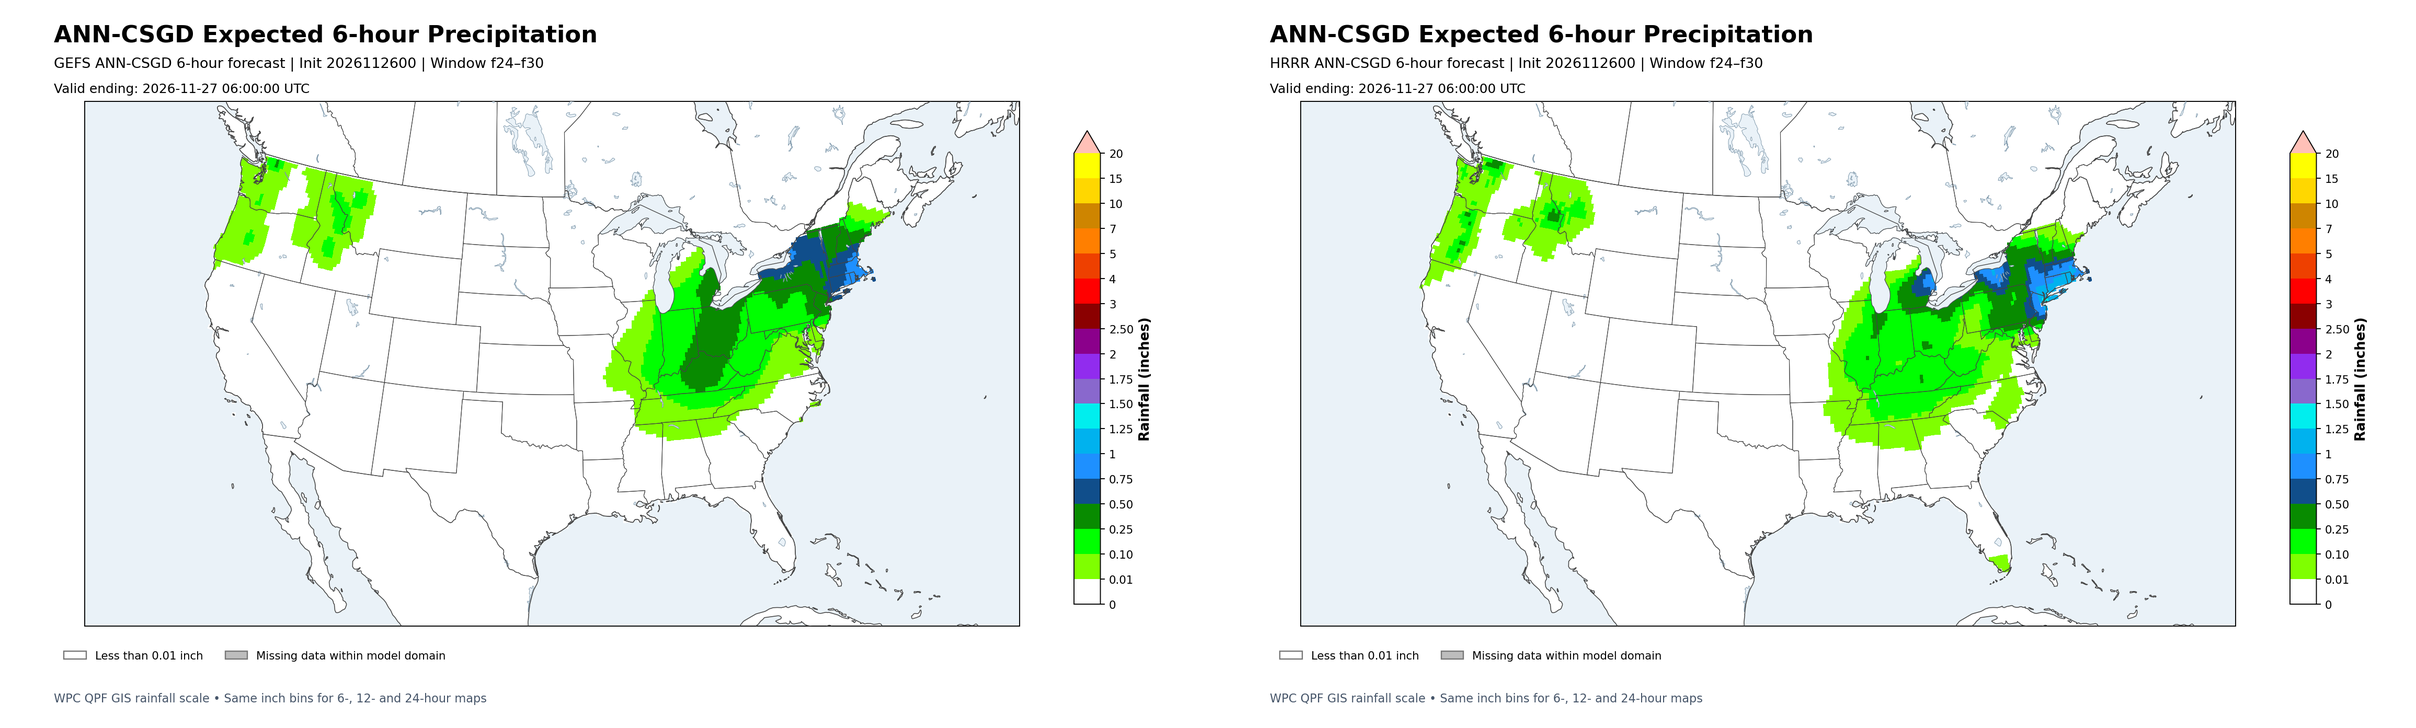 ANN-CSGD Expected 6-hour Precipitation
GEFS ANN-CSGD 6-hour forecast | Init 2026112600 | Window f24–f30
Valid ending: 2026-11-27 06:00:00 UTC
20
15
10
7
5
4
3
2.50
2
1.75
1.50
1.25
1
0.75
0.50
0.25
0.10
0.01
0
Rainfall (inches)
Less than 0.01 inch
Missing data within model domain
WPC QPF GIS rainfall scale • Same inch bins for 6-, 12- and 24-hour maps
ANN-CSGD Expected 6-hour Precipitation
HRRR ANN-CSGD 6-hour forecast | Init 2026112600 | Window f24–f30
Valid ending: 2026-11-27 06:00:00 UTC
20
15
10
7
5
4
3
2.50
2
1.75
1.50
1.25
1
0.75
0.50
0.25
0.10
0.01
0
Rainfall (inches)
Less than 0.01 inch
Missing data within model domain
WPC QPF GIS rainfall scale • Same inch bins for 6-, 12- and 24-hour maps